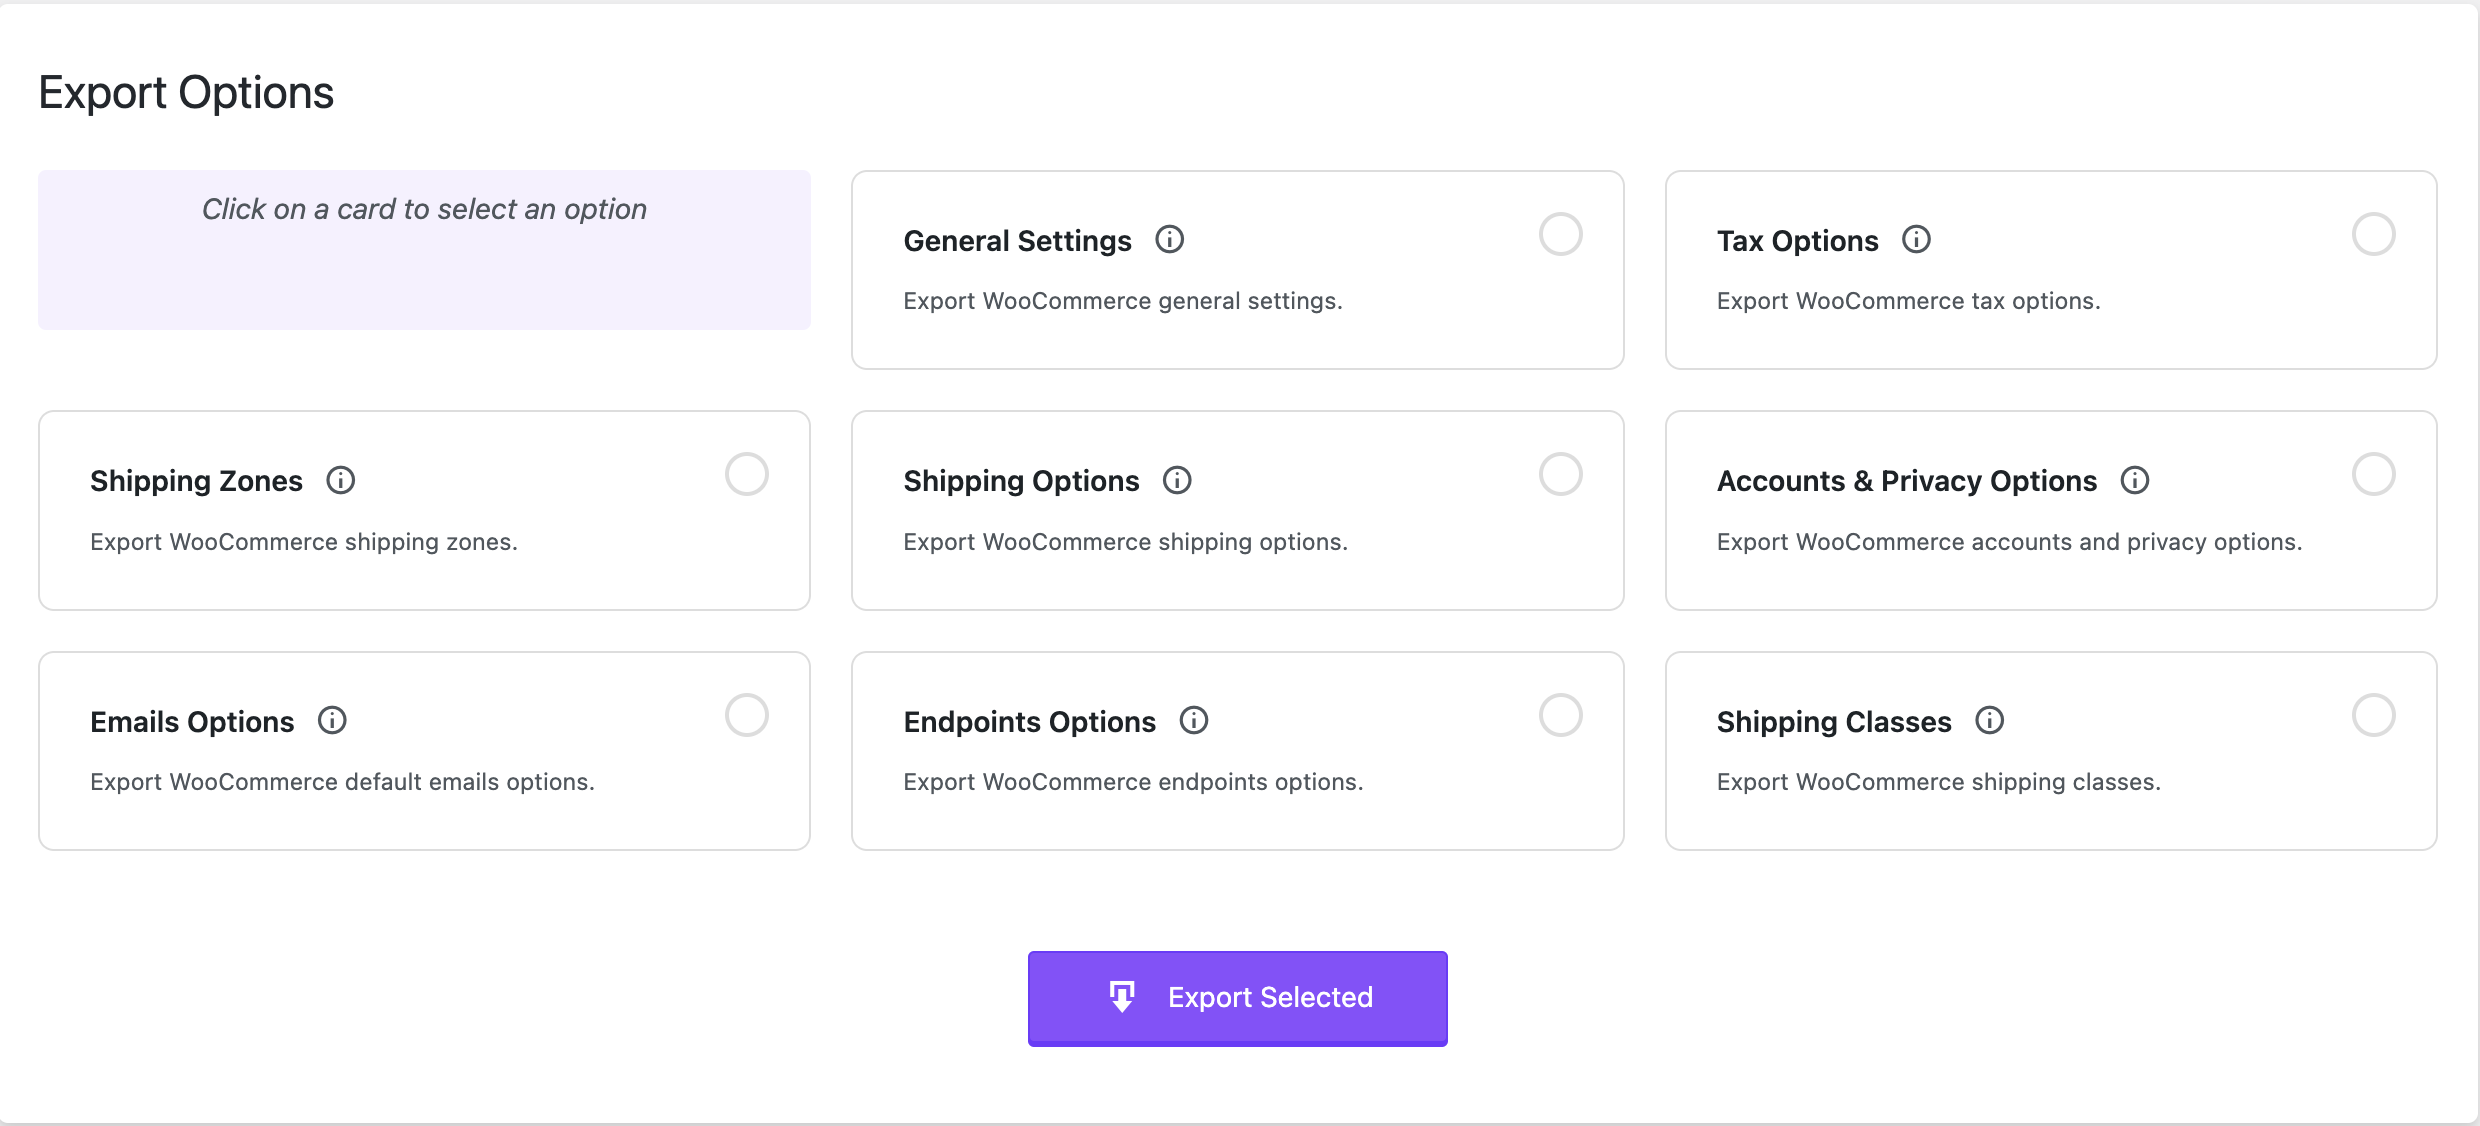 Export Options
Click on a card to select an option
General Settings
Export WooCommerce general settings.
Tax Options
Export WooCommerce tax options.
Shipping Zones
Export WooCommerce shipping zones.
Shipping Options
Export WooCommerce shipping options.
Accounts & Privacy Options
Export WooCommerce accounts and privacy options.
Emails Options
Export WooCommerce default emails options.
Endpoints Options
Export WooCommerce endpoints options.
Shipping Classes
Export WooCommerce shipping classes.
Export Selected